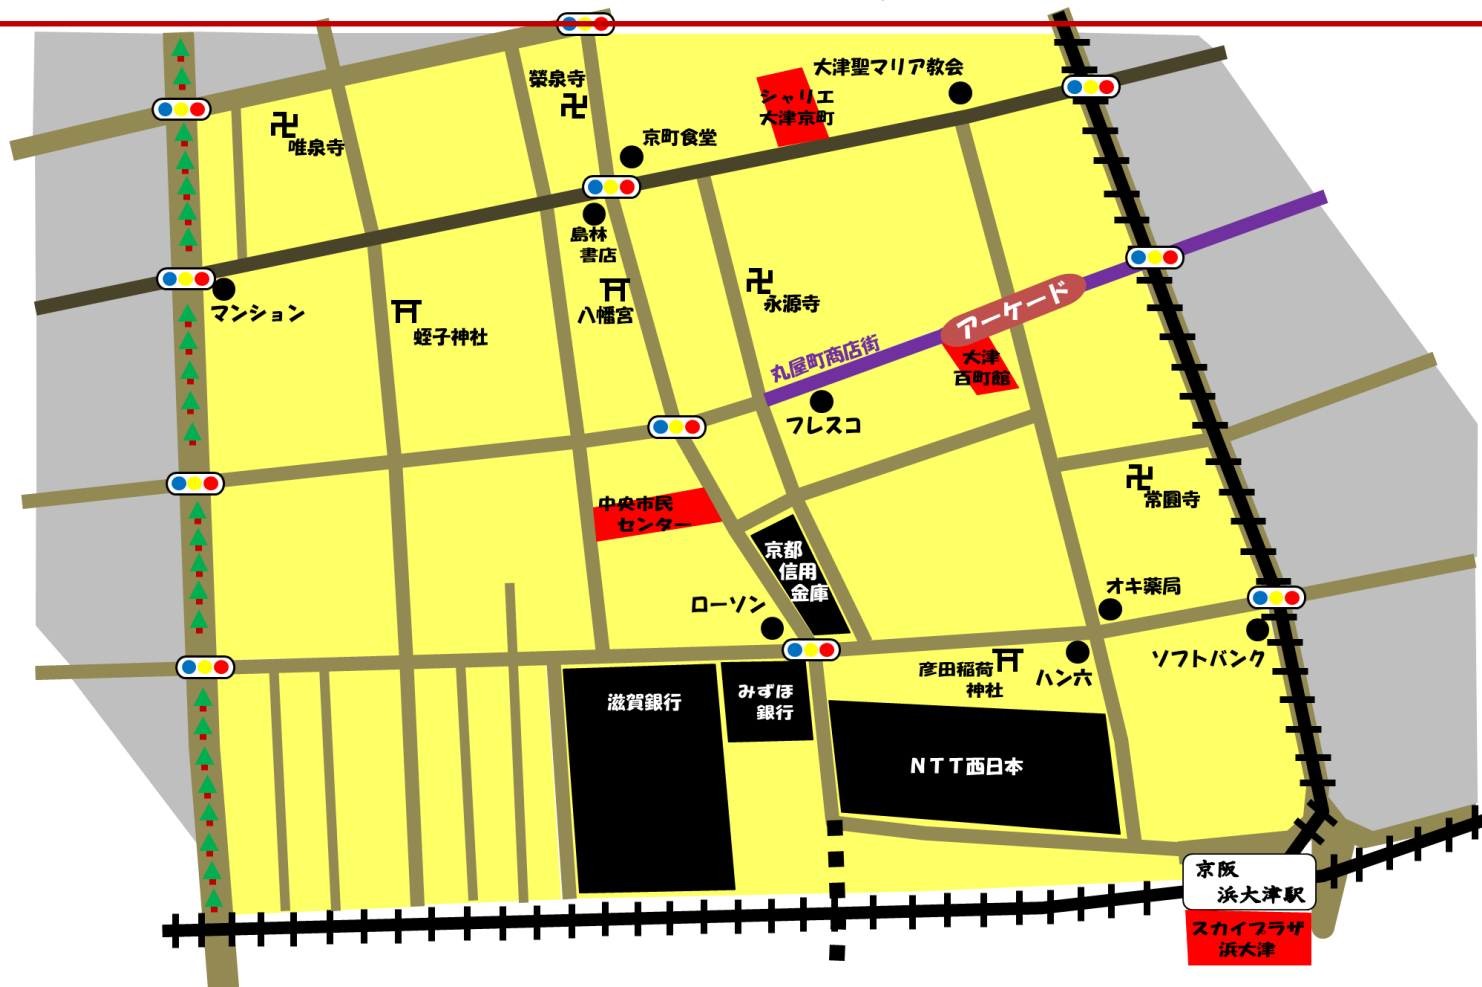 大津聖マリア教会
榮泉寺
シャリエ
大津京町
京町食堂
唯泉寺
島林
書店
永源寺
八幡宮
マンション
蛭子神社
アーケード
丸屋町商店街
大津
百町館
フレスコ
常圓寺
中央市民
センター
京都
信用
金庫
オキ薬局
ローソン
ソフトバンク
彦田稲荷
神社
ハン六
滋賀銀行
みずほ
銀行
NTT西日本
京阪
浜大津駅
スカイプラザ
浜大津